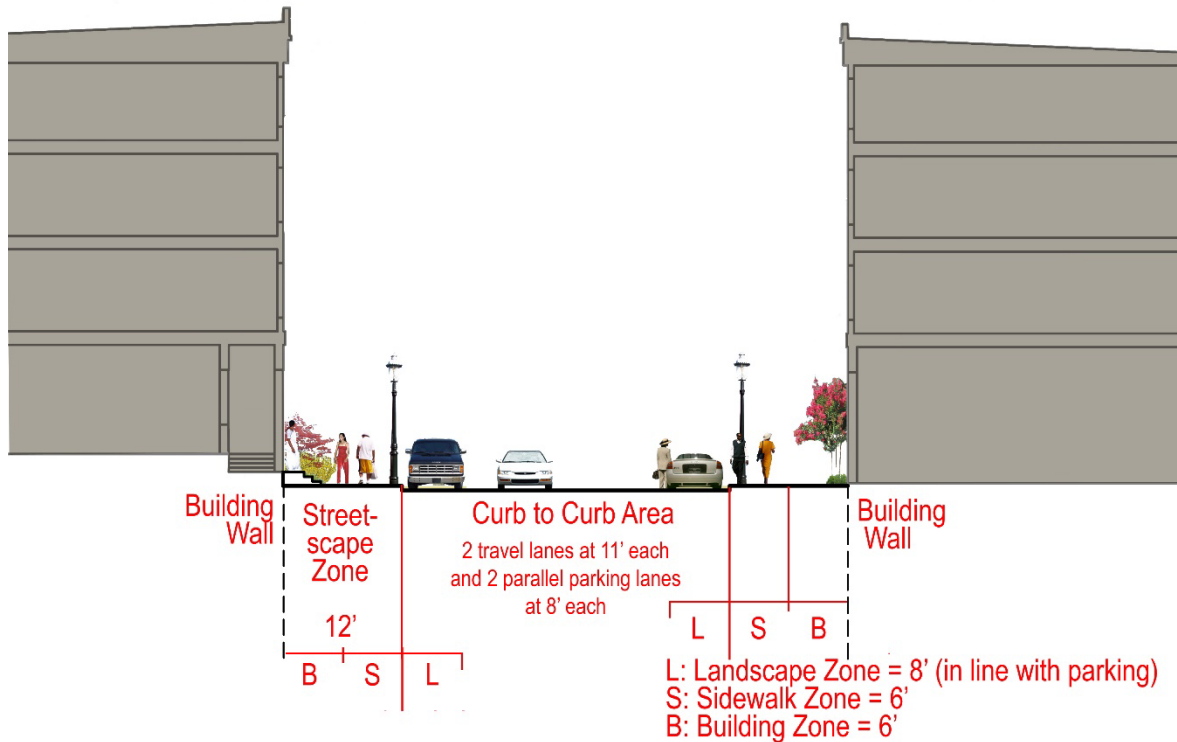 Building
Wall
Street-
scape
Zone
12’
B S L
Curb to Curb Area
2 travel lanes at 11’ each
and 2 parallel parking lanes
at 8’ each
Building
Wall
L S B
L: Landscape Zone = 8’ (in line with parking)
S: Sidewalk Zone = 6’
B: Building Zone = 6’